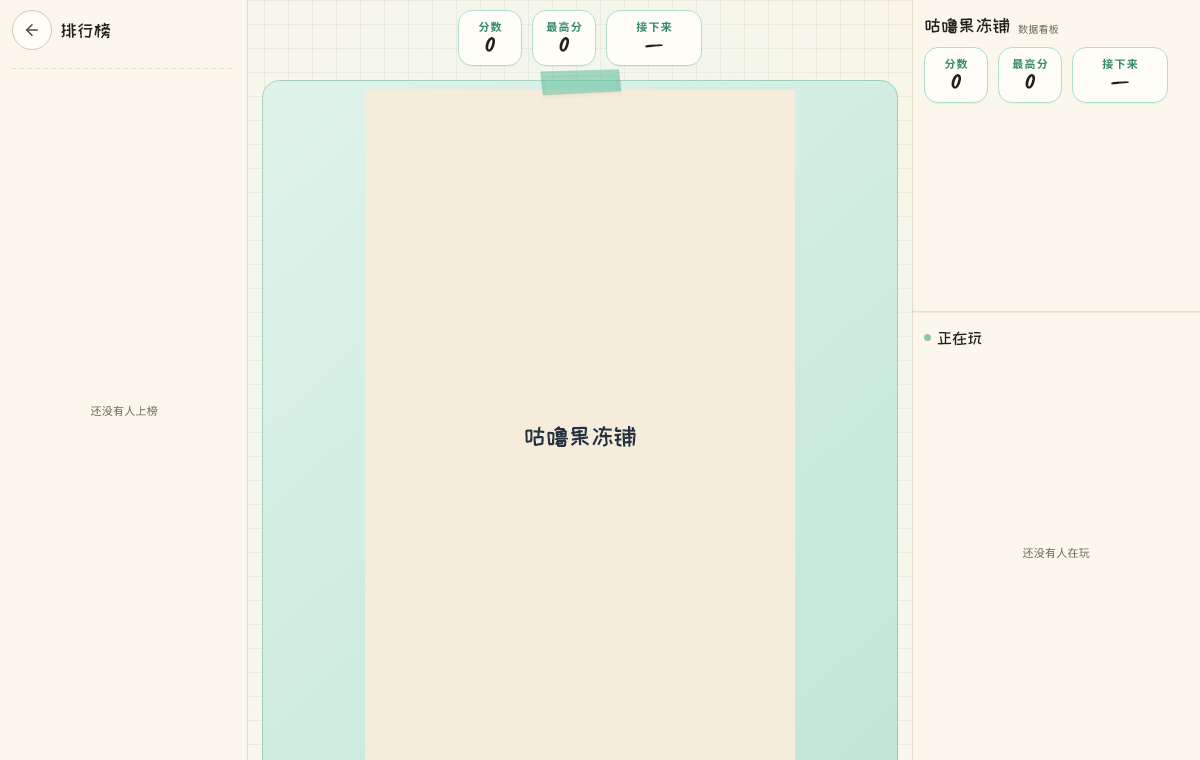 排行榜
还没有人上榜
分数
0
最高分
0
接下来
—
咕噜果冻铺
咕噜果冻铺 数据看板
分数
0
最高分
0
接下来
—
正在玩
还没有人在玩